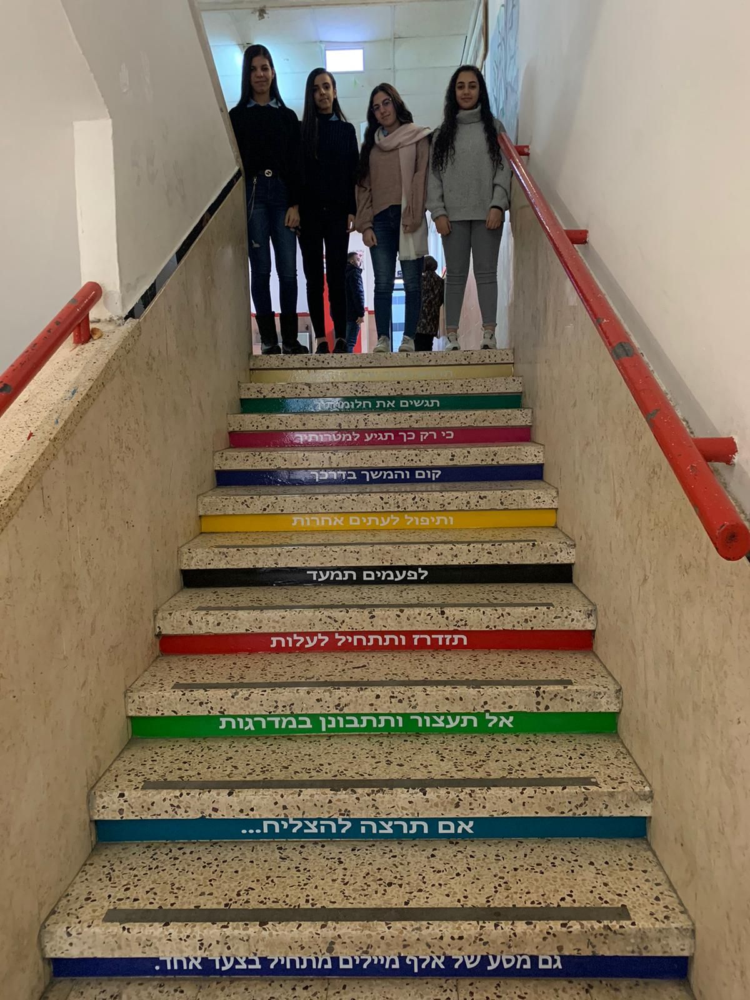 תגשים את חלומותיך
כי רק כך תגיע למטרותיך
קום והמשך בדרכך
ותיפול לעתים אחרות
לפעמים תמעד
תזדרז ותתחיל לעלות
אל תעצור ותתבונן במדרגות
אם תרצה להצליח...
גם מסע של אלף מיילים מתחיל בצעד אחד.